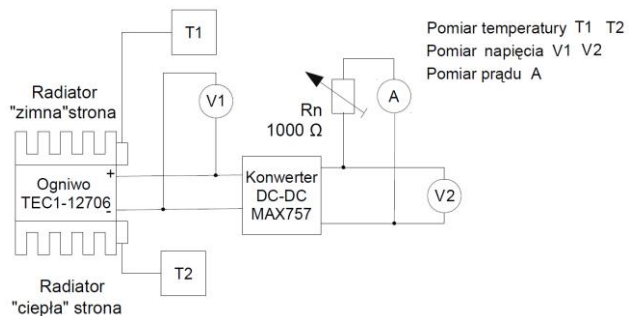 T1
Pomiar temperatury T1 T2
Pomiar napięcia V1 V2
Pomiar prądu A
Radiator
"zimna"strona
V1
A
Rn
1000 Ω
+
Ogniwo
TEC1-12706
-
Konwerter
DC-DC
MAX757
V2
T2
Radiator
"ciepła" strona